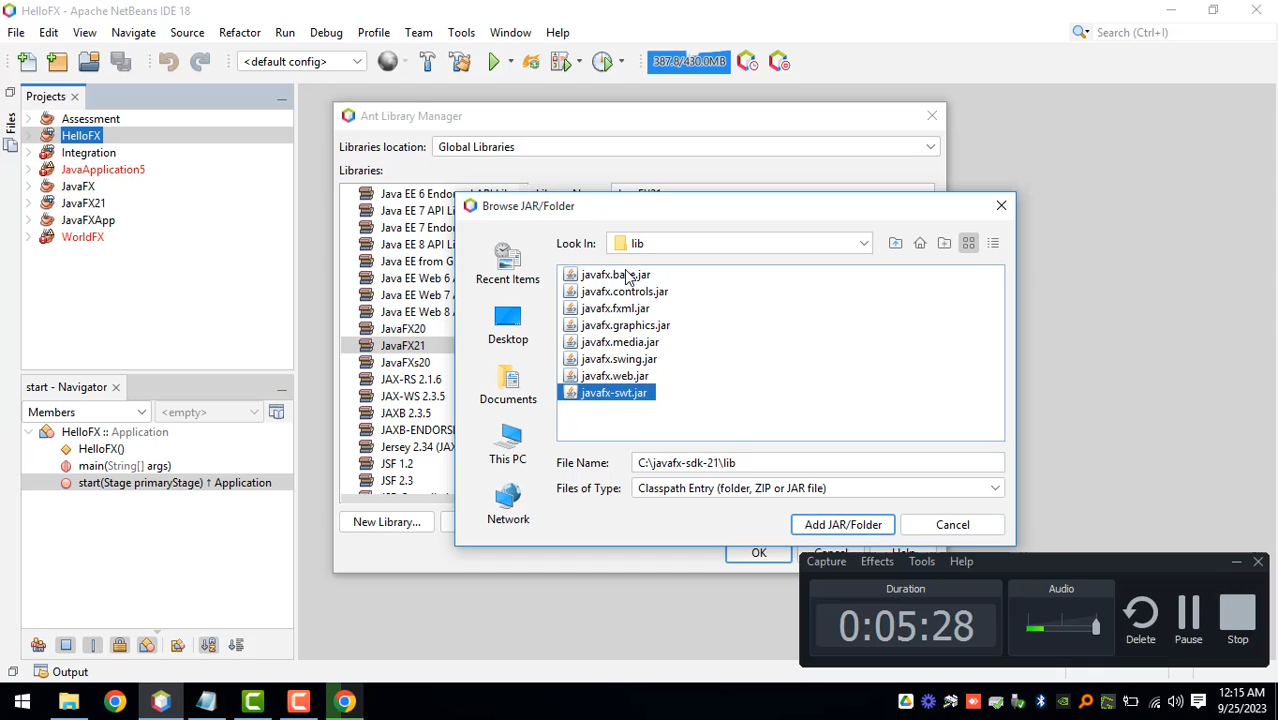 HelloFX - Apache NetBeans IDE 18
File Edit View Navigate Source Refactor Run Debug Profile Team Tools Window Help
Search (Ctrl+I)
<default config>
387.8/430.0MB
Projects
Files
Assessment
HelloFX
Integration
JavaApplication5
JavaFX
JavaFX21
JavaFXApp
WorldFX
start - Navigator
Members
<empty>
HelloFX :: Application
HelloFX()
main(String[] args)
start(Stage primaryStage) ↑ Application
Output
Ant Library Manager
Libraries location:
Global Libraries
Libraries:
Java EE 6 Endo
Java EE 6 API Li
Java EE 7 API Li
Java EE 7 Endo
Java EE 8 API Li
Java EE from G
Java EE Web 6
Java EE Web 7
Java EE Web 8
JavaFX20
JavaFX21
JavaFXs20
JAX-RS 2.1.6
JAX-WS 2.3.5
JAXB 2.3.5
JAXB-ENDORS
Jersey 2.34 (JA
JSF 1.2
JSF 2.3
New Library...
OK
Browse JAR/Folder
Look In:
lib
Recent Items
Desktop
Documents
This PC
Network
javafx.controls.jar
javafx.fxml.jar
javafx.graphics.jar
javafx.media.jar
javafx.swing.jar
javafx.web.jar
javafx-swt.jar
File Name:
C:\javafx-sdk-21\lib
Files of Type:
Classpath Entry (folder, ZIP or JAR file)
Add JAR/Folder
Cancel
Capture Effects Tools Help
Duration
0:05:28
Audio
Delete
Pause
Stop
12:15 AM
9/25/2023